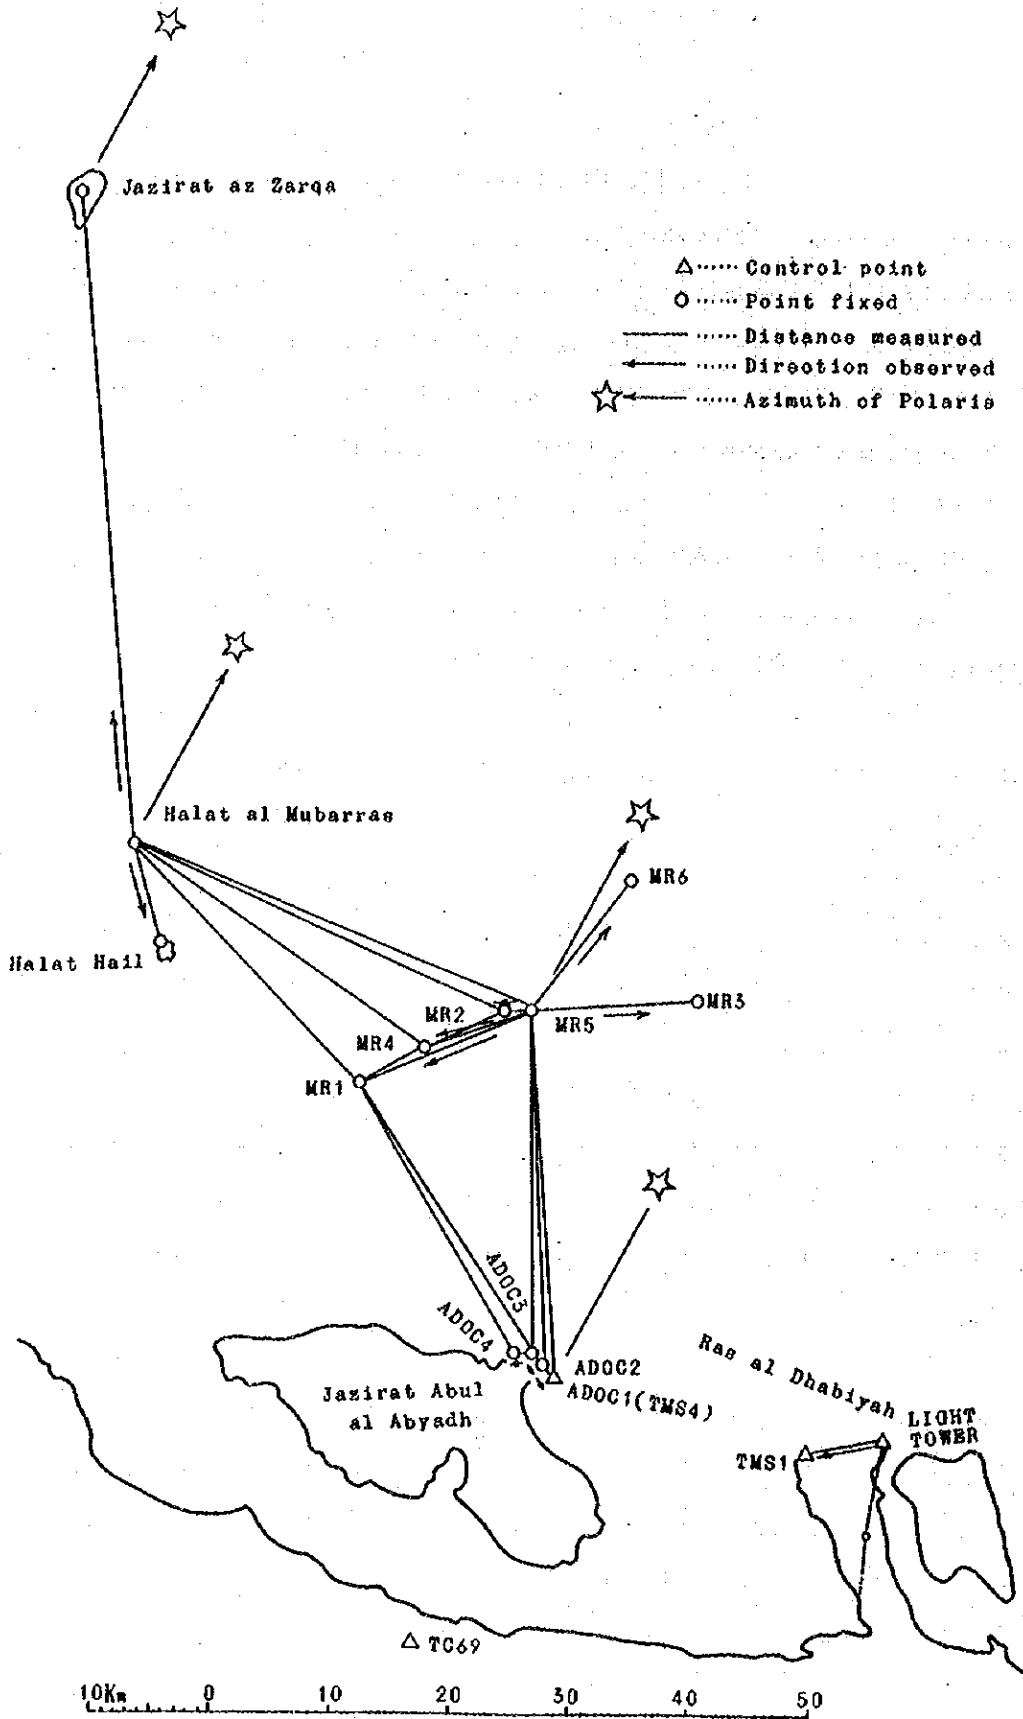 Jazirat az Zarqa
△······ Control point
O ······ Point fixed
······ Distance measured
······ Direction observed
······ Azimuth of Polaris
Halat al Mubarras
MR6
Halat Hail
MR3
MR2
MR5
MR4
MR1
ADOC3
ADOC4
Ras al Dhabiyah
ADOC2
ADOC1(TMS4)
Jazirat Abul
al Abyadh
LIGHT
TOWER
TMS1
TC69
10Km 0 10 20 30 40 50